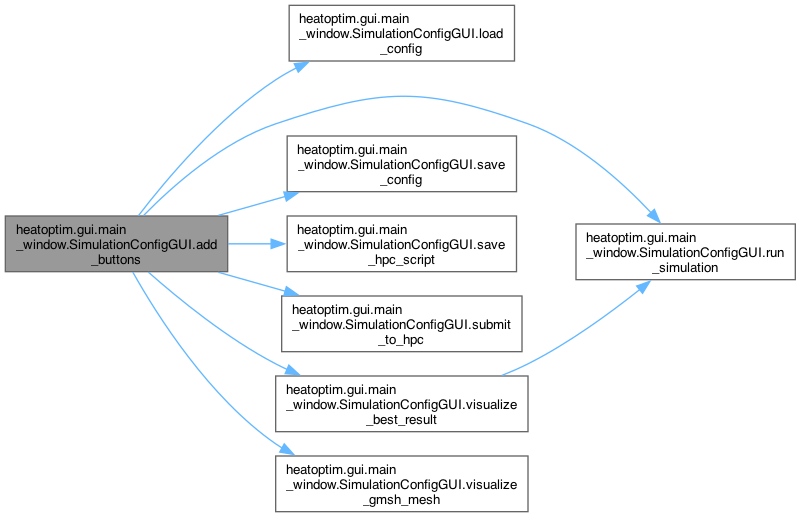 heatoptim.gui.main
_window.SimulationConfigGUI.load
_config
heatoptim.gui.main
_window.SimulationConfigGUI.save
_config
heatoptim.gui.main
_window.SimulationConfigGUI.add
_buttons
heatoptim.gui.main
_window.SimulationConfigGUI.save
_hpc_script
heatoptim.gui.main
_window.SimulationConfigGUI.run
_simulation
heatoptim.gui.main
_window.SimulationConfigGUI.submit
_to_hpc
heatoptim.gui.main
_window.SimulationConfigGUI.visualize
_best_result
heatoptim.gui.main
_window.SimulationConfigGUI.visualize
_gmsh_mesh